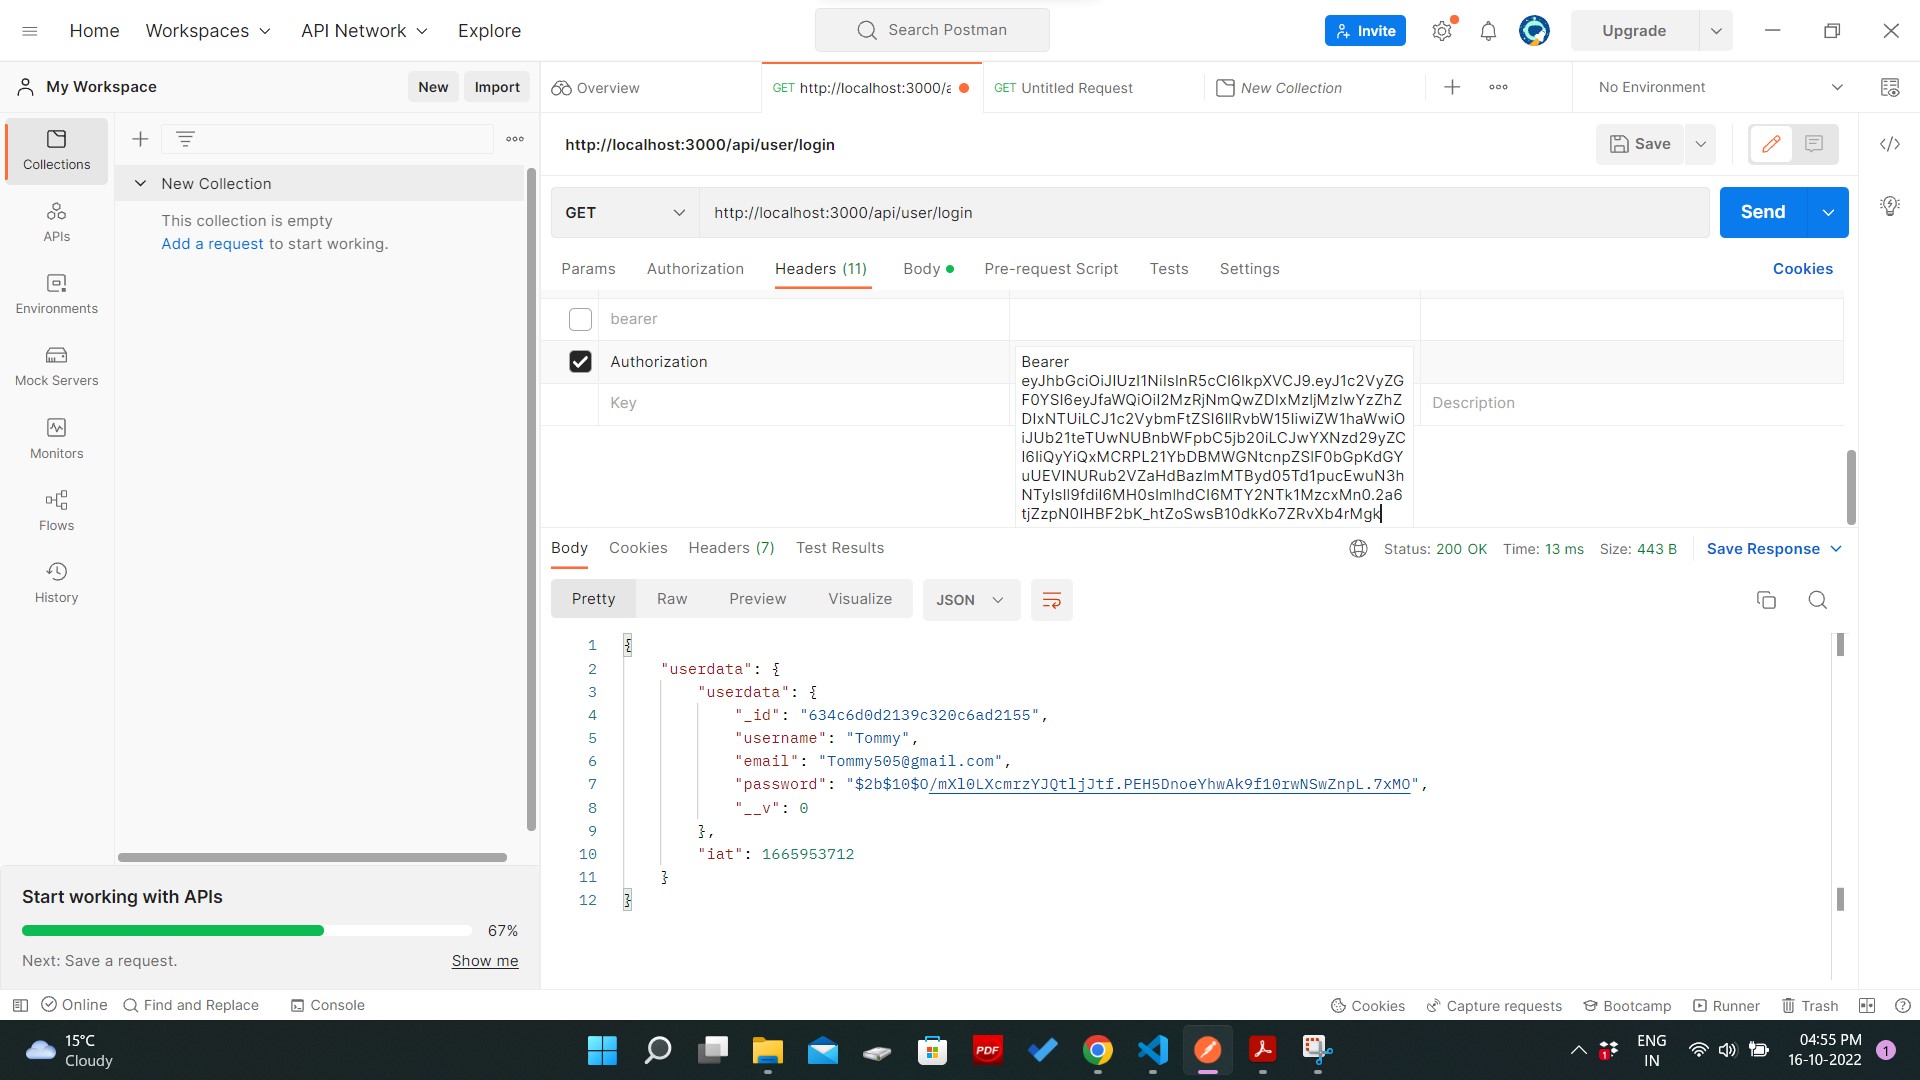 Home
Workspaces
API Network
Explore
Search Postman
Invite
Upgrade
My Workspace
New
Import
Overview
GET http://localhost:3000/a
GET Untitled Request
New Collection
No Environment
Collections
New Collection
This collection is empty
Add a request to start working.
APIs
Environments
Mock Servers
Monitors
Flows
History
http://localhost:3000/api/user/login
Save
GET
http://localhost:3000/api/user/login
Send
Params
Authorization
Headers (11)
Body
Pre-request Script
Tests
Settings
Cookies
bearer
Authorization
Bearer
Key
Description
Body
Cookies
Headers (7)
Test Results
Status: 200 OK
Time: 13 ms
Size: 443 B
Save Response
Pretty
Raw
Preview
Visualize
JSON
1 {
2 "userdata": {
3 "userdata": {
4 "_id": "634c6d0d2139c320c6ad2155",
5 "username": "Tommy",
6 "email": "Tommy505@gmail.com",
7 "password": "$2b$10$O/mXl0LXcmrzYJQtljJtf.PEH5DnoeYhwAk9f10rwNSwZnpL.7xMO",
8 "__v": 0
9 },
10 "iat": 1665953712
11 }
12 }
Start working with APIs
67%
Next: Save a request.
Show me
Online
Find and Replace
Console
Cookies
Capture requests
Bootcamp
Runner
Trash
15°C
Cloudy
PDF
1
ENG
IN
04:55 PM
16-10-2022
1